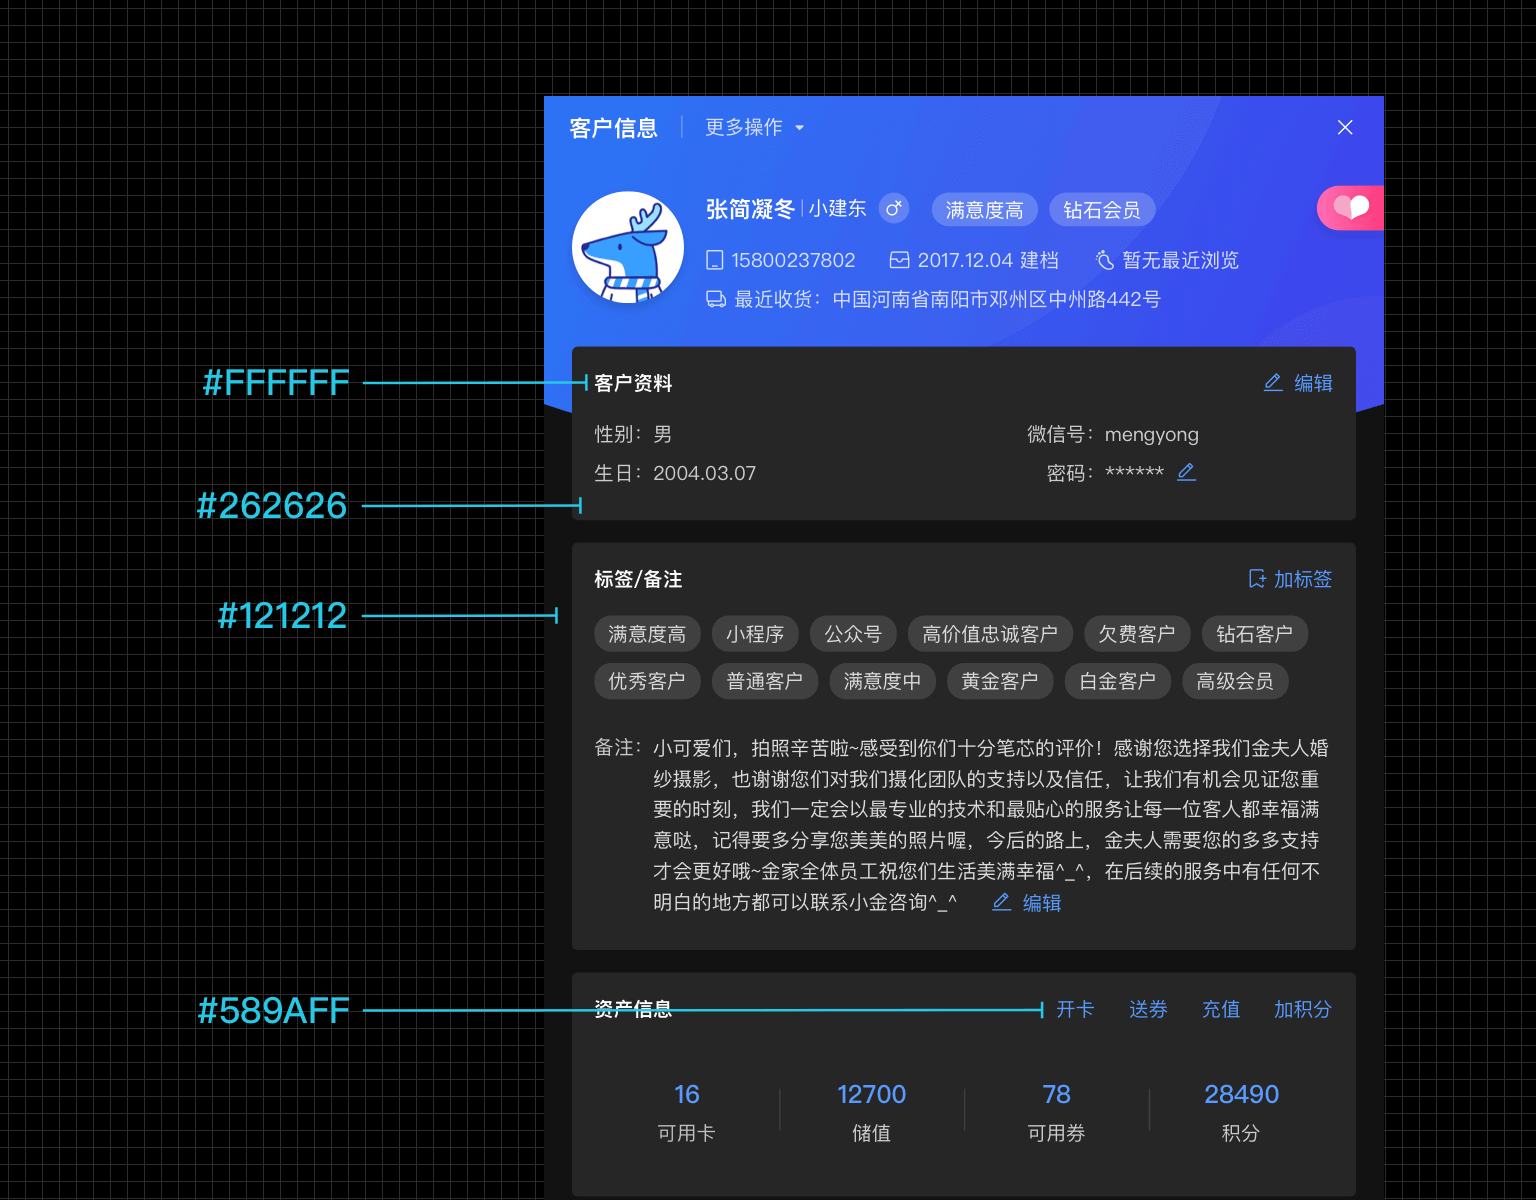 客户信息 更多操作
张简凝冬 小建东 满意度高 钻石会员
15800237802 2017.12.04 建档 暂无最近浏览
最近收货：中国河南省南阳市邓州区中州路442号
#FFFFFF
客户资料 编辑
性别：男 微信号：mengyong
生日：2004.03.07 密码：******
#262626
标签/备注 加标签
#121212
满意度高 小程序 公众号 高价值忠诚客户 欠费客户 钻石客户
优秀客户 普通客户 满意度中 黄金客户 白金客户 高级会员
备注：小可爱们，拍照辛苦啦~感受到你们十分笔芯的评价！感谢您选择我们金夫人婚
纱摄影，也谢谢您们对我们摄化团队的支持以及信任，让我们有机会见证您重
要的时刻，我们一定会以最专业的技术和最贴心的服务让每一位客人都幸福满
意哒，记得要多分享您美美的照片喔，今后的路上，金夫人需要您的多多支持
才会更好哦~金家全体员工祝您们生活美满幸福^_^，在后续的服务中有任何不
明白的地方都可以联系小金咨询^_^ 编辑
#589AFF
资产信息 开卡 送券 充值 加积分
16 12700 78 28490
可用卡 储值 可用券 积分